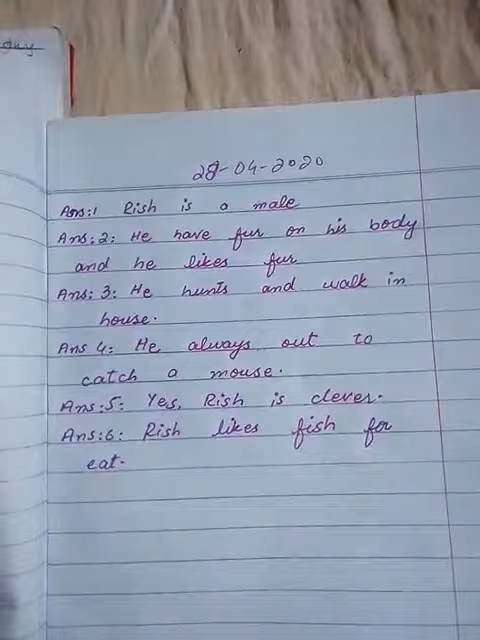 28-04-2020
Ans:1 Rish is a male
Ans:2: He have fur on his body
and he likes fur
Ans: 3: He hunts and walk in
house.
Ans 4: He always out to
catch a mouse.
Ans:5: Yes, Rish is clever.
Ans:6: Rish likes fish for
eat.